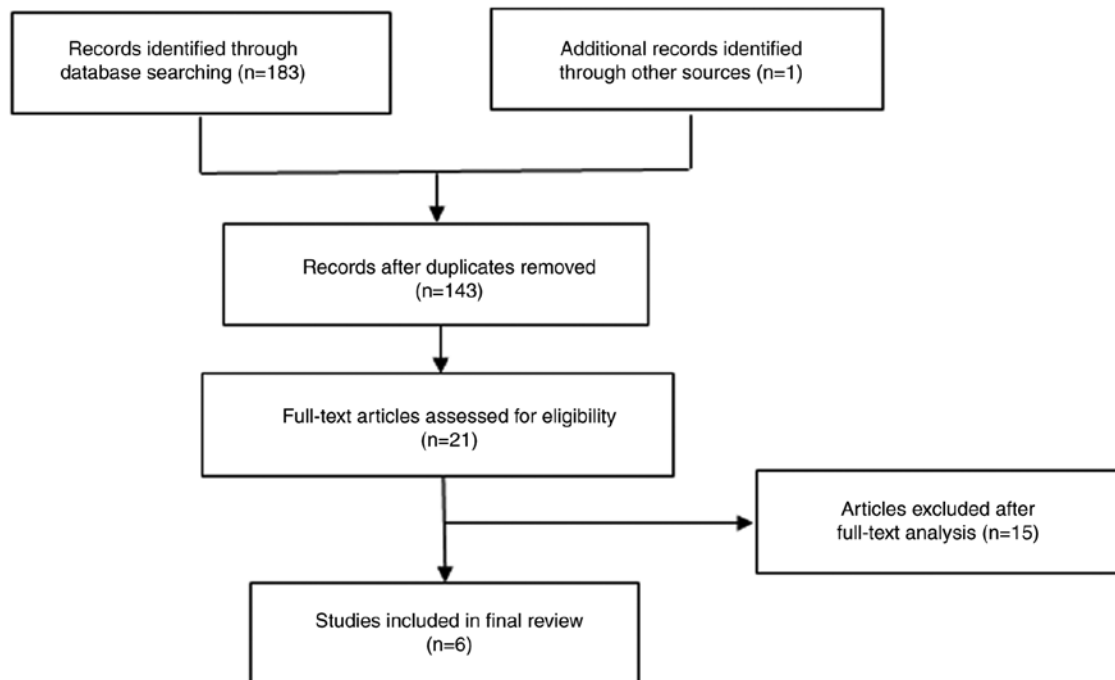 Records identified through
database searching (n=183)
Additional records identified
through other sources (n=1)
Records after duplicates removed
(n=143)
Full-text articles assessed for eligibility
(n=21)
Articles excluded after
full-text analysis (n=15)
Studies included in final review
(n=6)